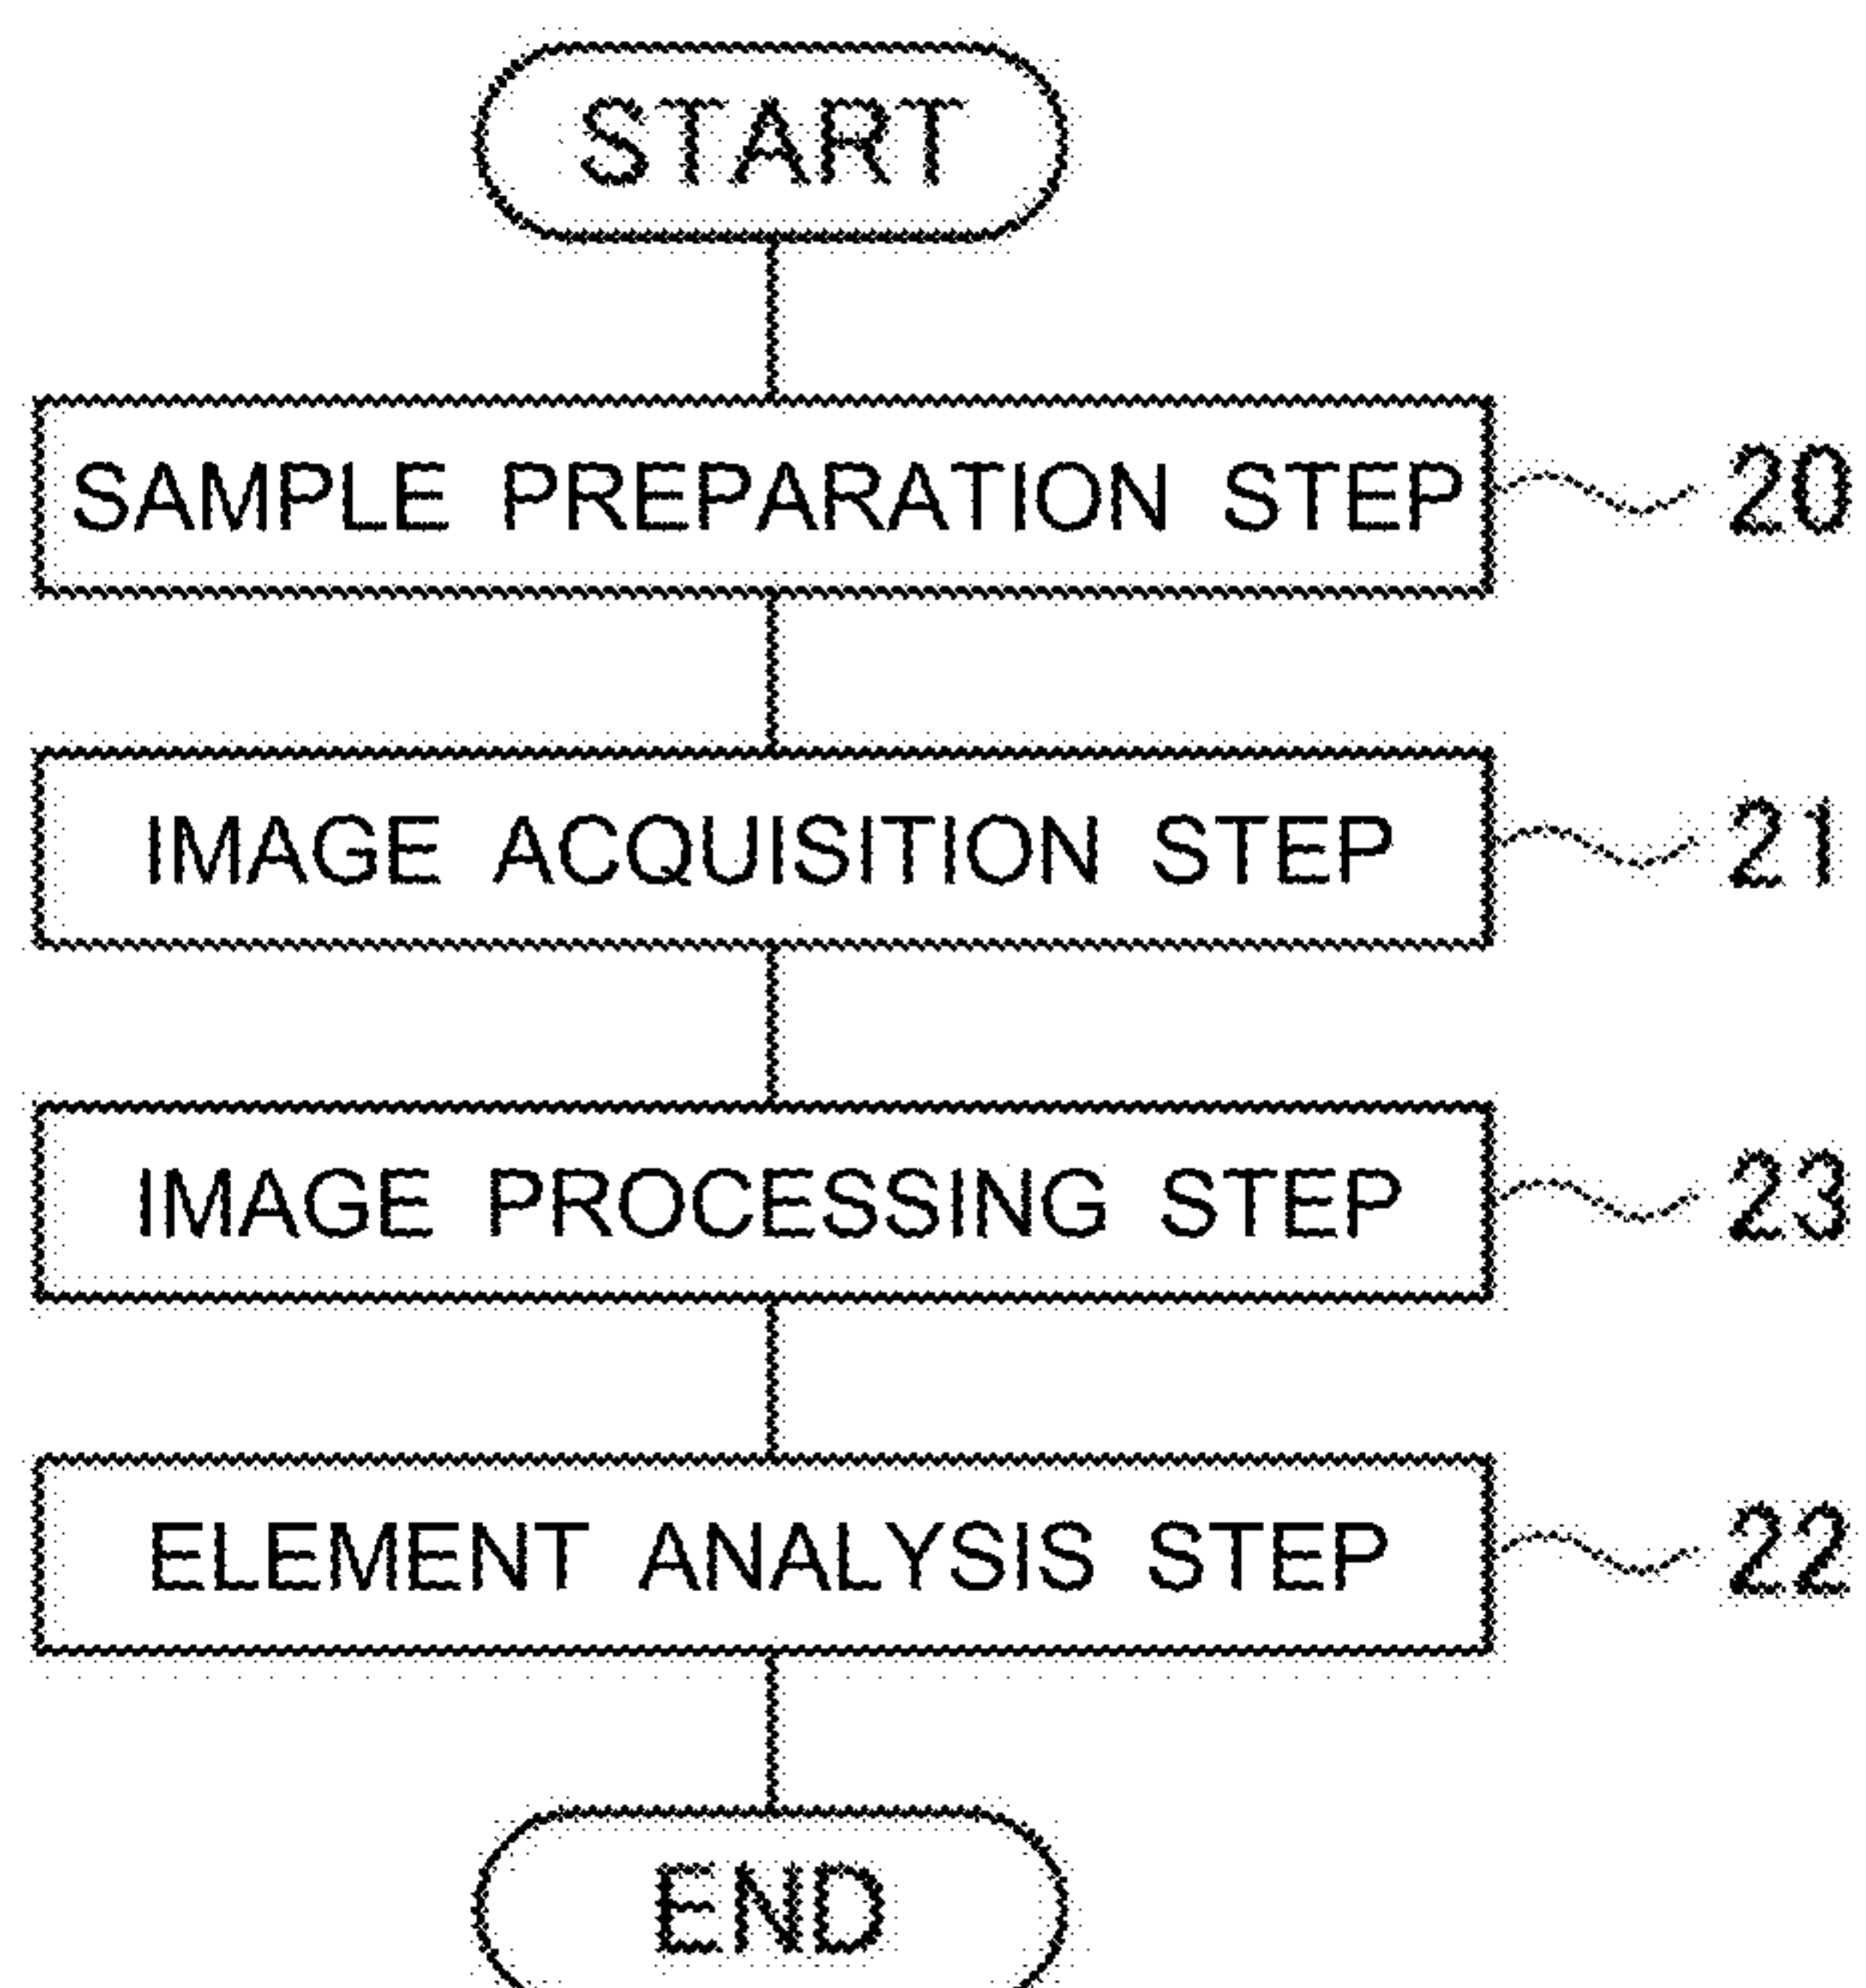 START
SAMPLE PREPARATION STEP 20
IMAGE ACQUISITION STEP 21
IMAGE PROCESSING STEP 23
ELEMENT ANALYSIS STEP 22
END